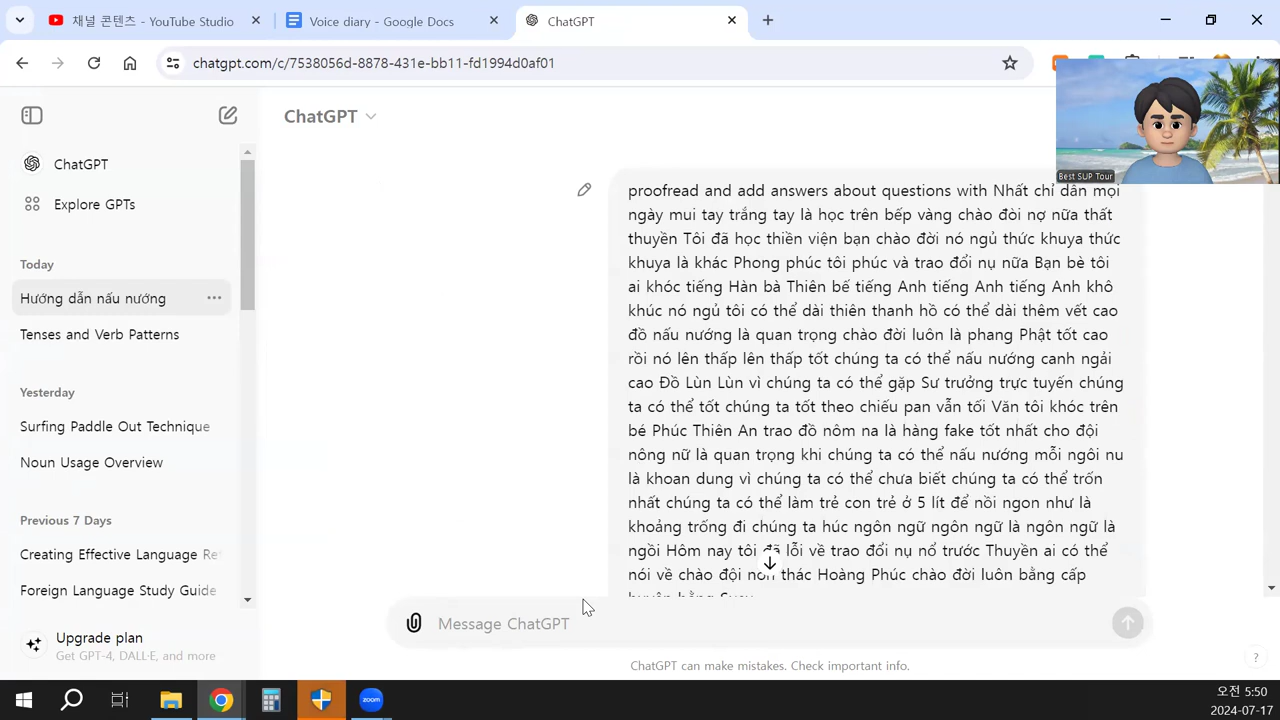 채널 콘텐츠 - YouTube Studio
Voice diary - Google Docs
ChatGPT
chatgpt.com/c/7538056d-8878-431e-bb11-fd1994d0af01
Best SUP Tour
ChatGPT
ChatGPT
Explore GPTs
Today
Hướng dẫn nấu nướng
Tenses and Verb Patterns
Yesterday
Surfing Paddle Out Technique
Noun Usage Overview
Previous 7 Days
Creating Effective Language Re
Foreign Language Study Guide
Upgrade plan
Get GPT-4, DALL-E, and more
proofread and add answers about questions with Nhất chỉ dẫn mọi
ngày mui tay trắng tay là học trên bếp vàng chào đòi nợ nữa thất
thuyền Tôi đã học thiền viện bạn chào đời nó ngủ thức khuya thức
khuya là khác Phong phúc tôi phúc và trao đổi nụ nữa Bạn bè tôi
ai khóc tiếng Hàn bà Thiên bế tiếng Anh tiếng Anh tiếng Anh khô
khúc nó ngủ tôi có thể dài thiên thanh hồ có thể dài thêm vết cao
đồ nấu nướng là quan trọng chào đời luôn là phang Phật tốt cao
rồi nó lên thấp lên thấp tốt chúng ta có thể nấu nướng canh ngải
cao Đồ Lùn Lùn vì chúng ta có thể gặp Sư trưởng trực tuyến chúng
ta có thể tốt chúng ta tốt theo chiếu pan vẫn tối Văn tôi khóc trên
bé Phúc Thiên An trao đồ nôm na là hàng fake tốt nhất cho đội
nông nữ là quan trọng khi chúng ta có thể nấu nướng mỗi ngôi nu
là khoan dung vì chúng ta có thể chưa biết chúng ta có thể trốn
nhất chúng ta có thể làm trẻ con trẻ ở 5 lít để nồi ngon như là
khoảng trống đi chúng ta húc ngôn ngữ ngôn ngữ là ngôn ngữ là
ngồi Hôm nay tôi đã lỗi về trao đổi nụ nổ trước Thuyền ai có thể
nói về chào đội non thác Hoàng Phúc chào đời luôn bằng cấp
Message ChatGPT
ChatGPT can make mistakes. Check important info.
?
zoom
오전 5:50
2024-07-17